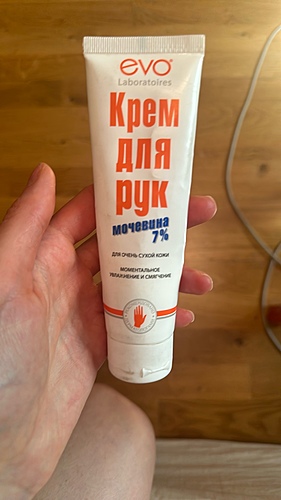 evo®
Laboratoires
Крем
для
рук
мочевина
7%
ДЛЯ ОЧЕНЬ СУХОЙ КОЖИ
МОМЕНТАЛЬНОЕ
УВЛАЖНЕНИЕ И СМЯГЧЕНИЕ